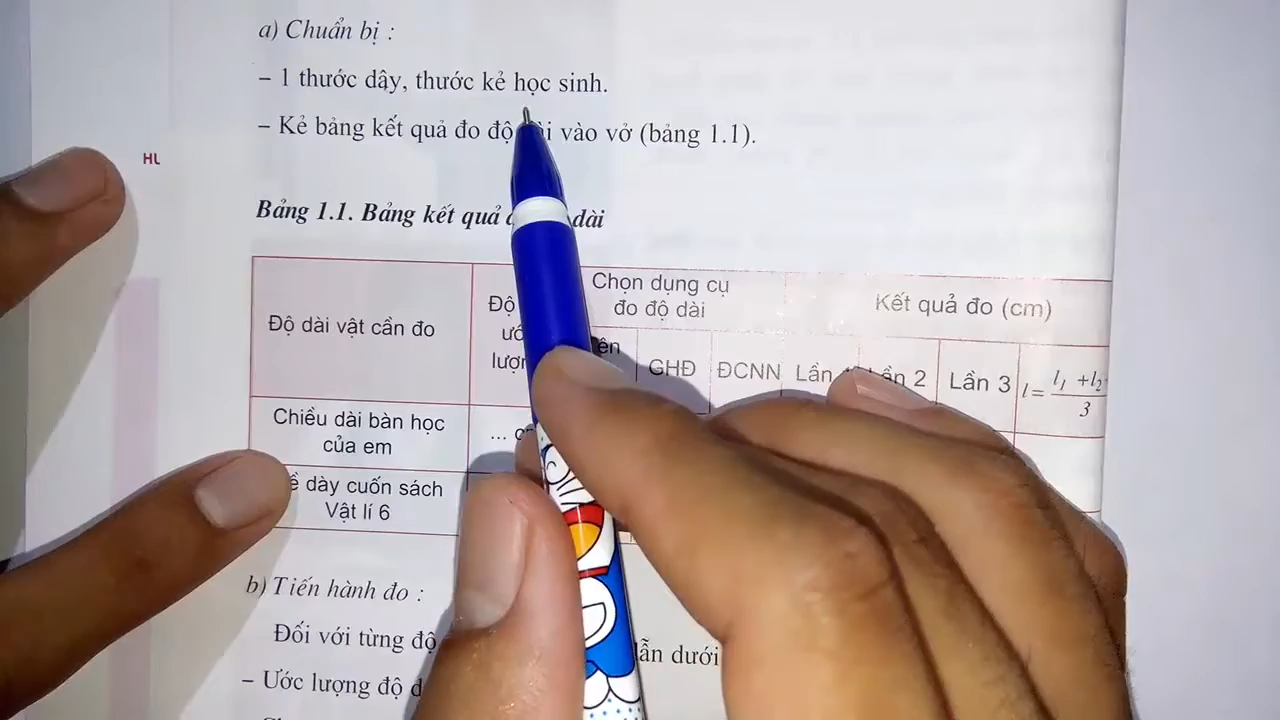 a) Chuẩn bị :
– 1 thước dây, thước kẻ học sinh.
– Kẻ bảng kết quả đo độ vào vở (bảng 1.1).
HL
Bảng 1.1. Bảng kết quả dài
Độ dài vật cần đo
Độ
Chọn dụng cụ
đo độ dài
Kết quả đo (cm)
GHĐ
ĐCNN
Lần
Lần 3
Chiều dài bàn học
của em
...
dày cuốn sách
Vật lí 6
b) Tiến hành đo :
Đối với từng độ dưới
– Ước lượng độ